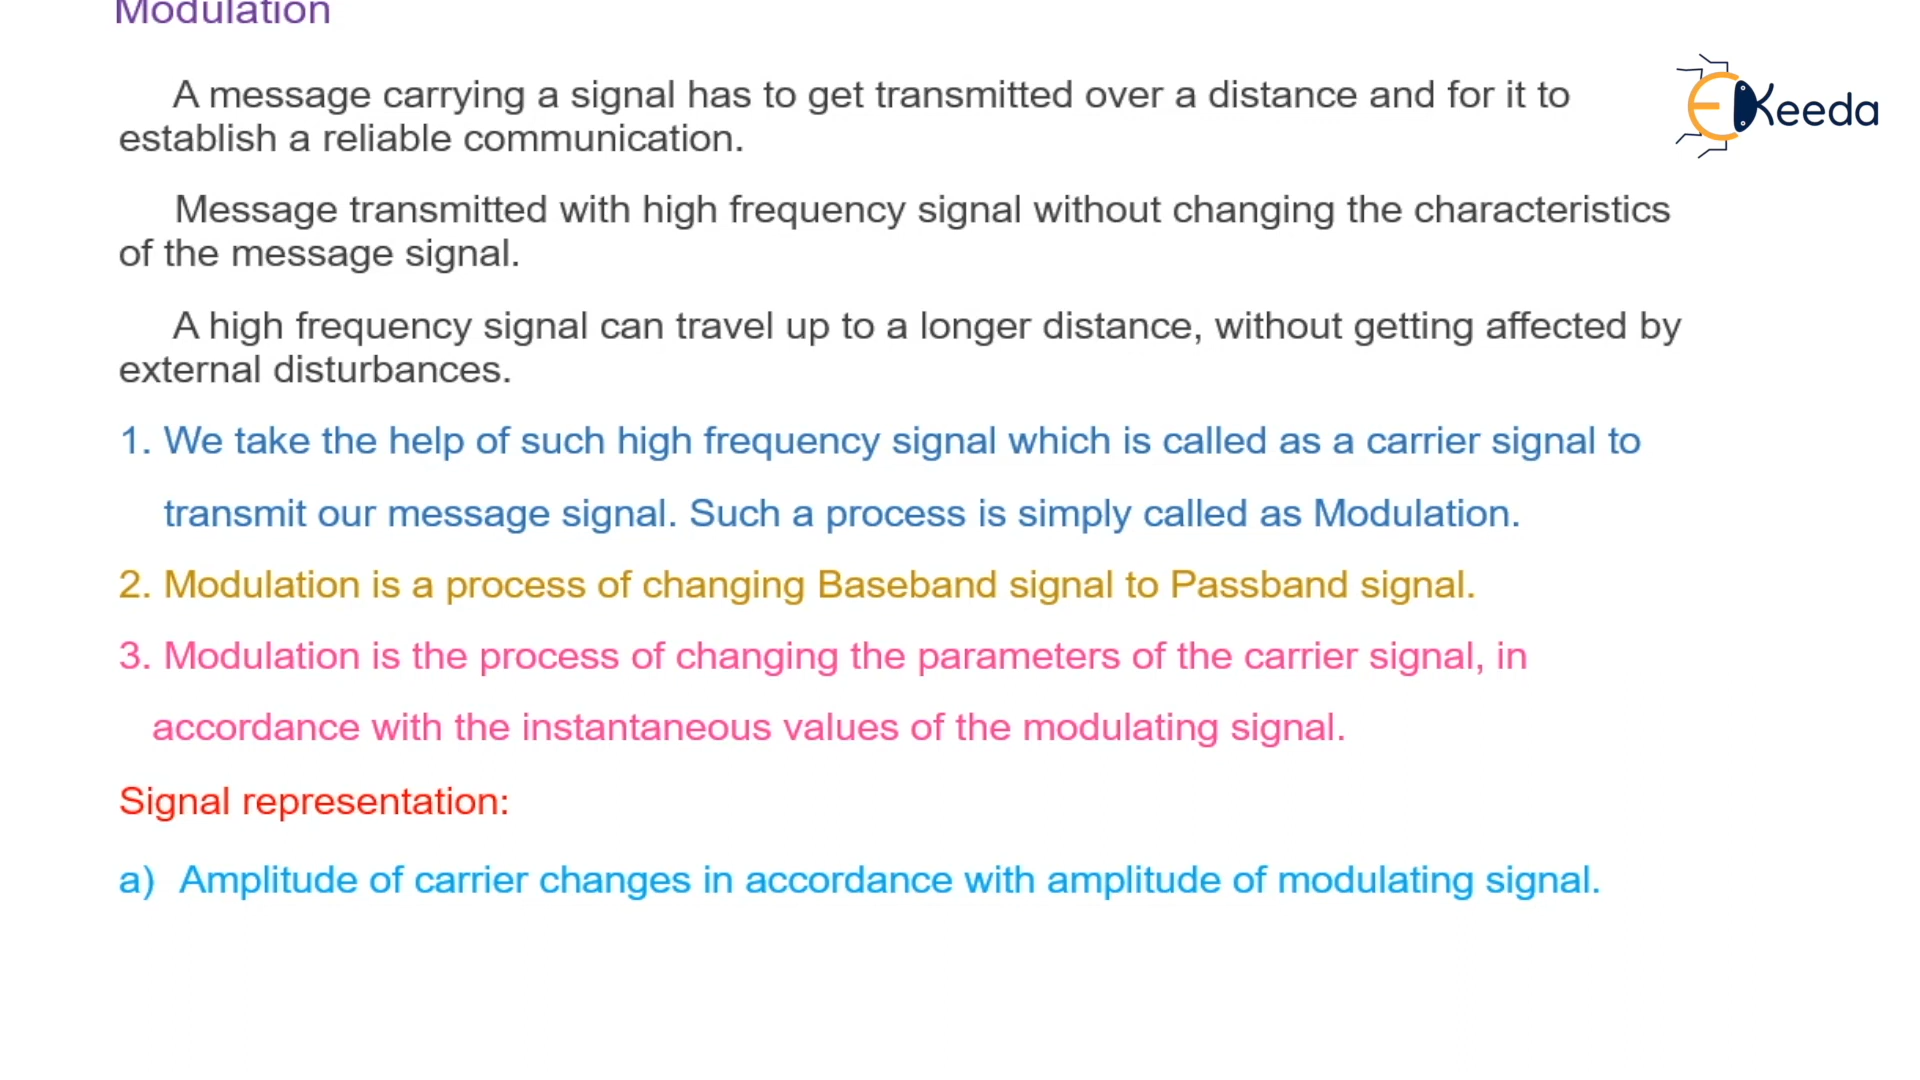 Modulation
A message carrying a signal has to get transmitted over a distance and for it to
establish a reliable communication.
EKeeda
Message transmitted with high frequency signal without changing the characteristics
of the message signal.
A high frequency signal can travel up to a longer distance, without getting affected by
external disturbances.
1. We take the help of such high frequency signal which is called as a carrier signal to
transmit our message signal. Such a process is simply called as Modulation.
2. Modulation is a process of changing Baseband signal to Passband signal.
3. Modulation is the process of changing the parameters of the carrier signal, in
accordance with the instantaneous values of the modulating signal.
Signal representation:
a) Amplitude of carrier changes in accordance with amplitude of modulating signal.